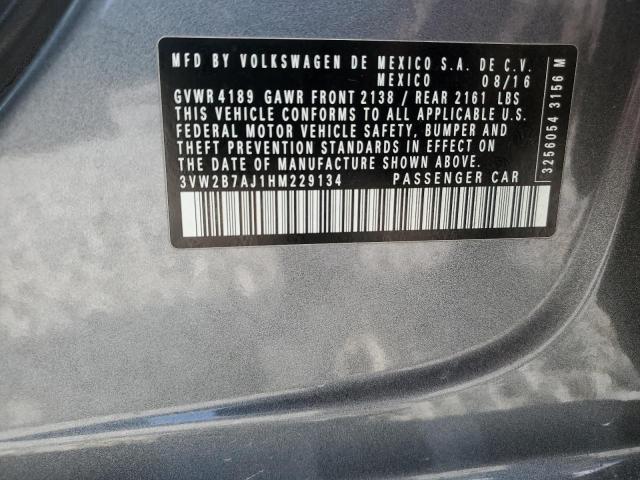 MFD BY VOLKSWAGEN DE MEXICO S.A. DE C.V.
MEXICO 08/16
GVWR 4189 GAWR FRONT 2138 / REAR 2161 LBS
THIS VEHICLE CONFORMS TO ALL APPLICABLE U.S.
FEDERAL MOTOR VEHICLE SAFETY, BUMPER AND
THEFT PREVENTION STANDARDS IN EFFECT ON
THE DATE OF MANUFACTURE SHOWN ABOVE.
3VW2B7AJ1HM229134 PASSENGER CAR
3256054 3156 M